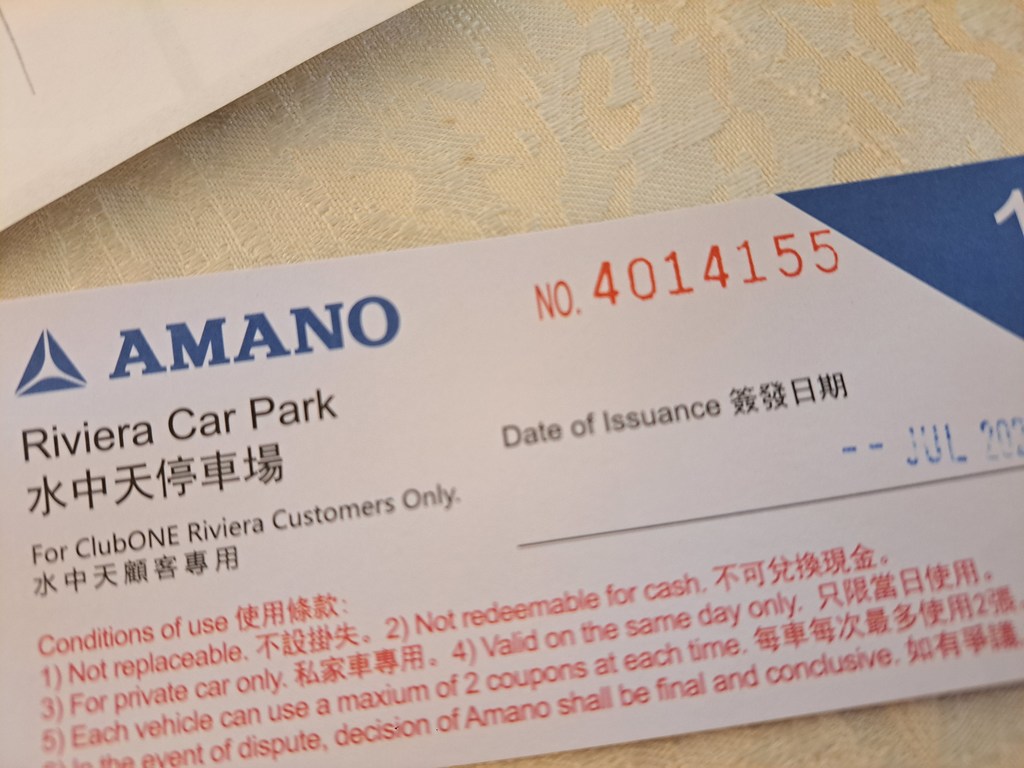 AMANO
NO. 4014155
1
Riviera Car Park
水中天停車場
Date of Issuance 簽發日期
-- JUL 202
For ClubONE Riviera Customers Only.
水中天顧客專用
Conditions of use 使用條款:
1) Not replaceable. 不設掛失。2) Not redeemable for cash. 不可兌換現金。
3) For private car only. 私家車專用。4) Valid on the same day only. 只限當日使用。
5) Each vehicle can use a maxium of 2 coupons at each time. 每車每次最多使用2張.
6) In the event of dispute, decision of Amano shall be final and conclusive. 如有爭議